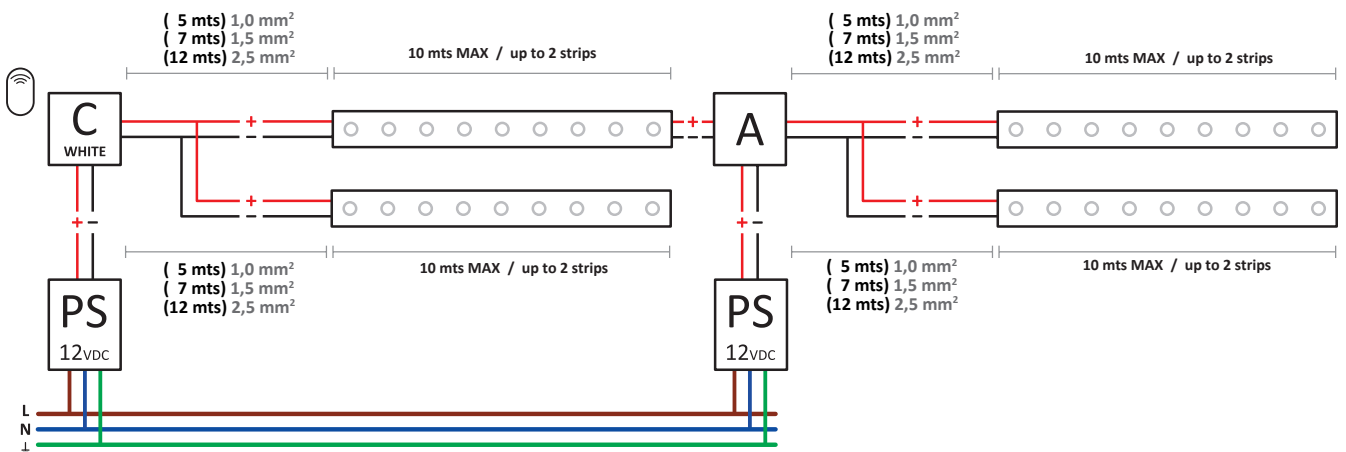 ( 5 mts) 1,0 mm²
( 7 mts) 1,5 mm²
(12 mts) 2,5 mm²
10 mts MAX / up to 2 strips
( 5 mts) 1,0 mm²
( 7 mts) 1,5 mm²
(12 mts) 2,5 mm²
10 mts MAX / up to 2 strips
C
WHITE
+
−
+
−
A
+
−
+
−
+
−
+ −
+ −
( 5 mts) 1,0 mm²
( 7 mts) 1,5 mm²
(12 mts) 2,5 mm²
10 mts MAX / up to 2 strips
( 5 mts) 1,0 mm²
( 7 mts) 1,5 mm²
(12 mts) 2,5 mm²
10 mts MAX / up to 2 strips
PS
12VDC
PS
12VDC
L
N
⊥